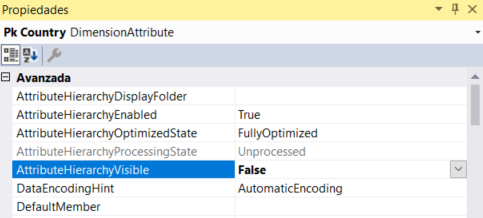 Propiedades
Pk Country DimensionAttribute
Avanzada
AttributeHierarchyDisplayFolder
AttributeHierarchyEnabled True
AttributeHierarchyOptimizedState FullyOptimized
AttributeHierarchyProcessingState Unprocessed
AttributeHierarchyVisible False
DataEncodingHint AutomaticEncoding
DefaultMember